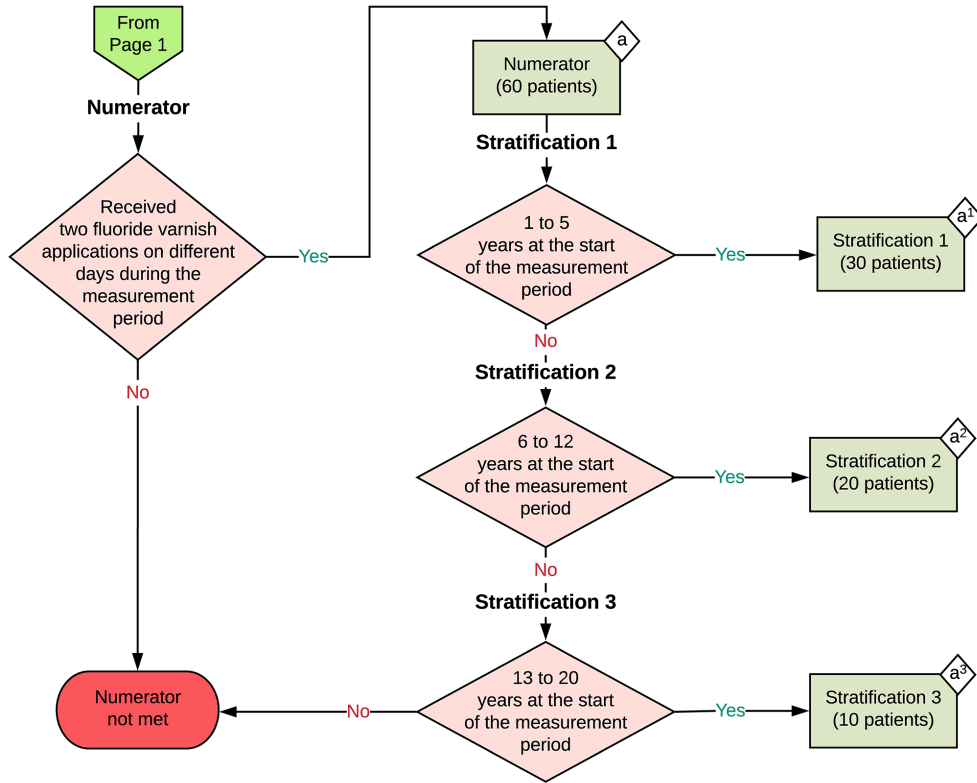 From
Page 1
Numerator
Received
two fluoride varnish
applications on different
days during the
measurement
period
Yes
No
Numerator
not met
a
Numerator
(60 patients)
Stratification 1
1 to 5
years at the start
of the measurement
period
Yes
a¹
Stratification 1
(30 patients)
No
Stratification 2
6 to 12
years at the start
of the measurement
period
Yes
a²
Stratification 2
(20 patients)
No
Stratification 3
13 to 20
years at the start
of the measurement
period
No
Yes
a³
Stratification 3
(10 patients)